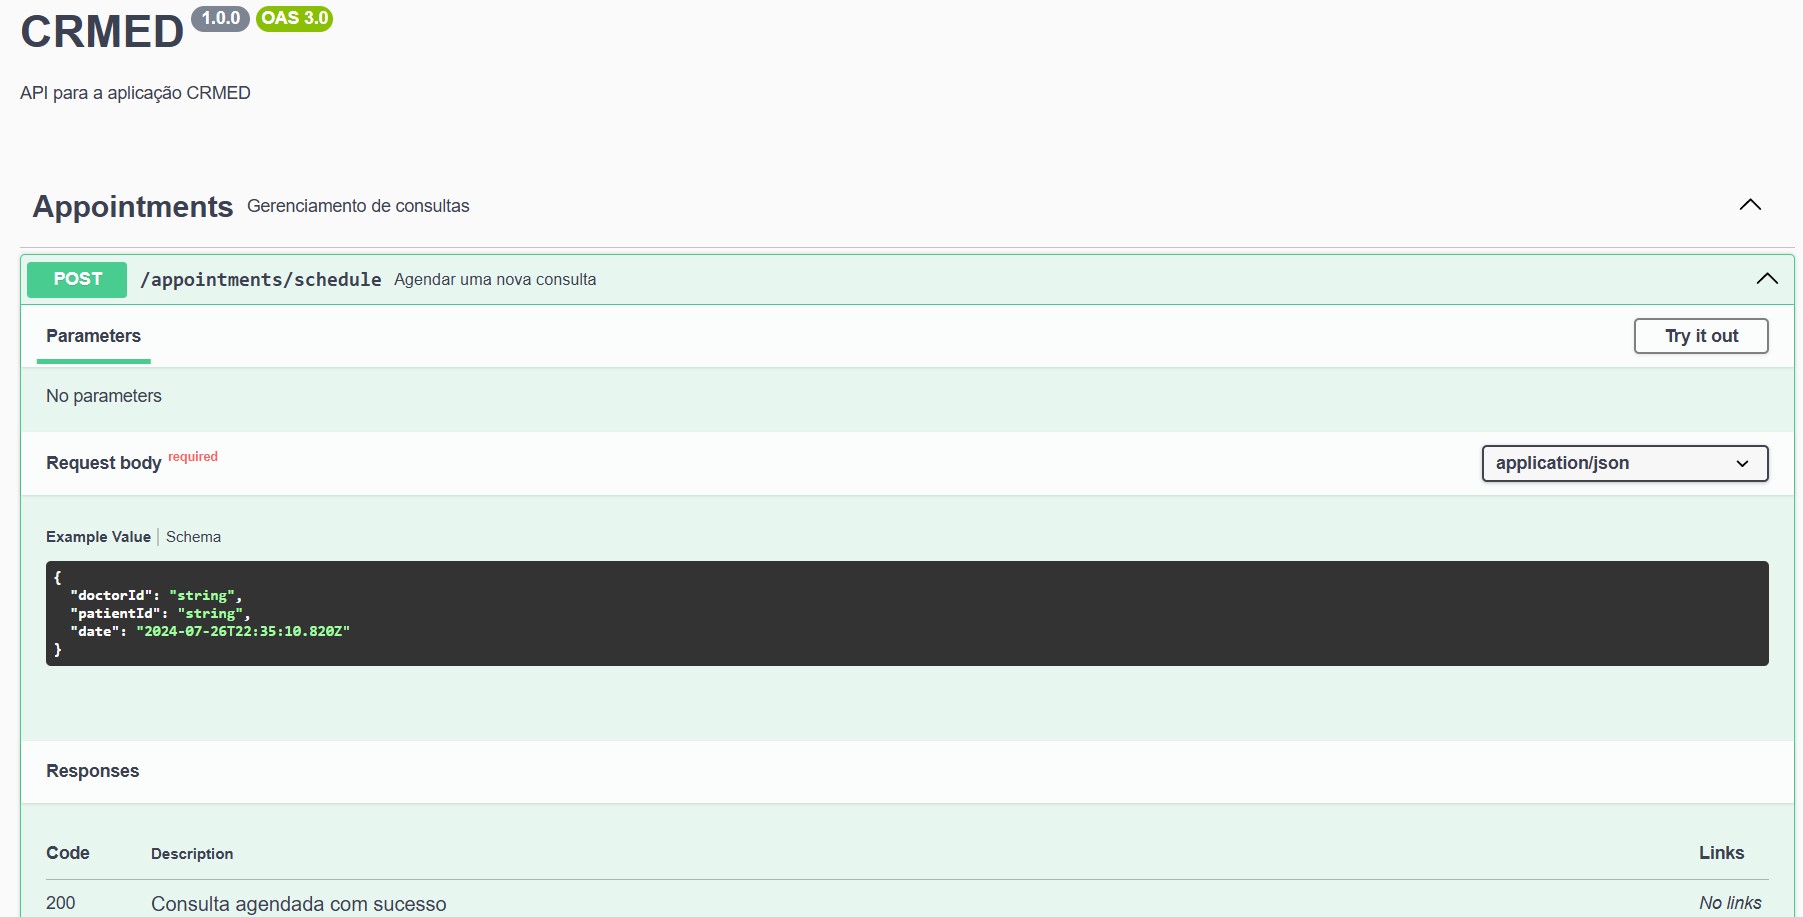 CRMED 1.0.0 OAS 3.0
API para a aplicação CRMED
Appointments Gerenciamento de consultas
POST /appointments/schedule Agendar uma nova consulta
Parameters Try it out
No parameters
Request body required application/json
Example Value | Schema
{
  "doctorId": "string",
  "patientId": "string",
  "date": "2024-07-26T22:35:10.820Z"
}
Responses
Code Description Links
200 Consulta agendada com sucesso No links